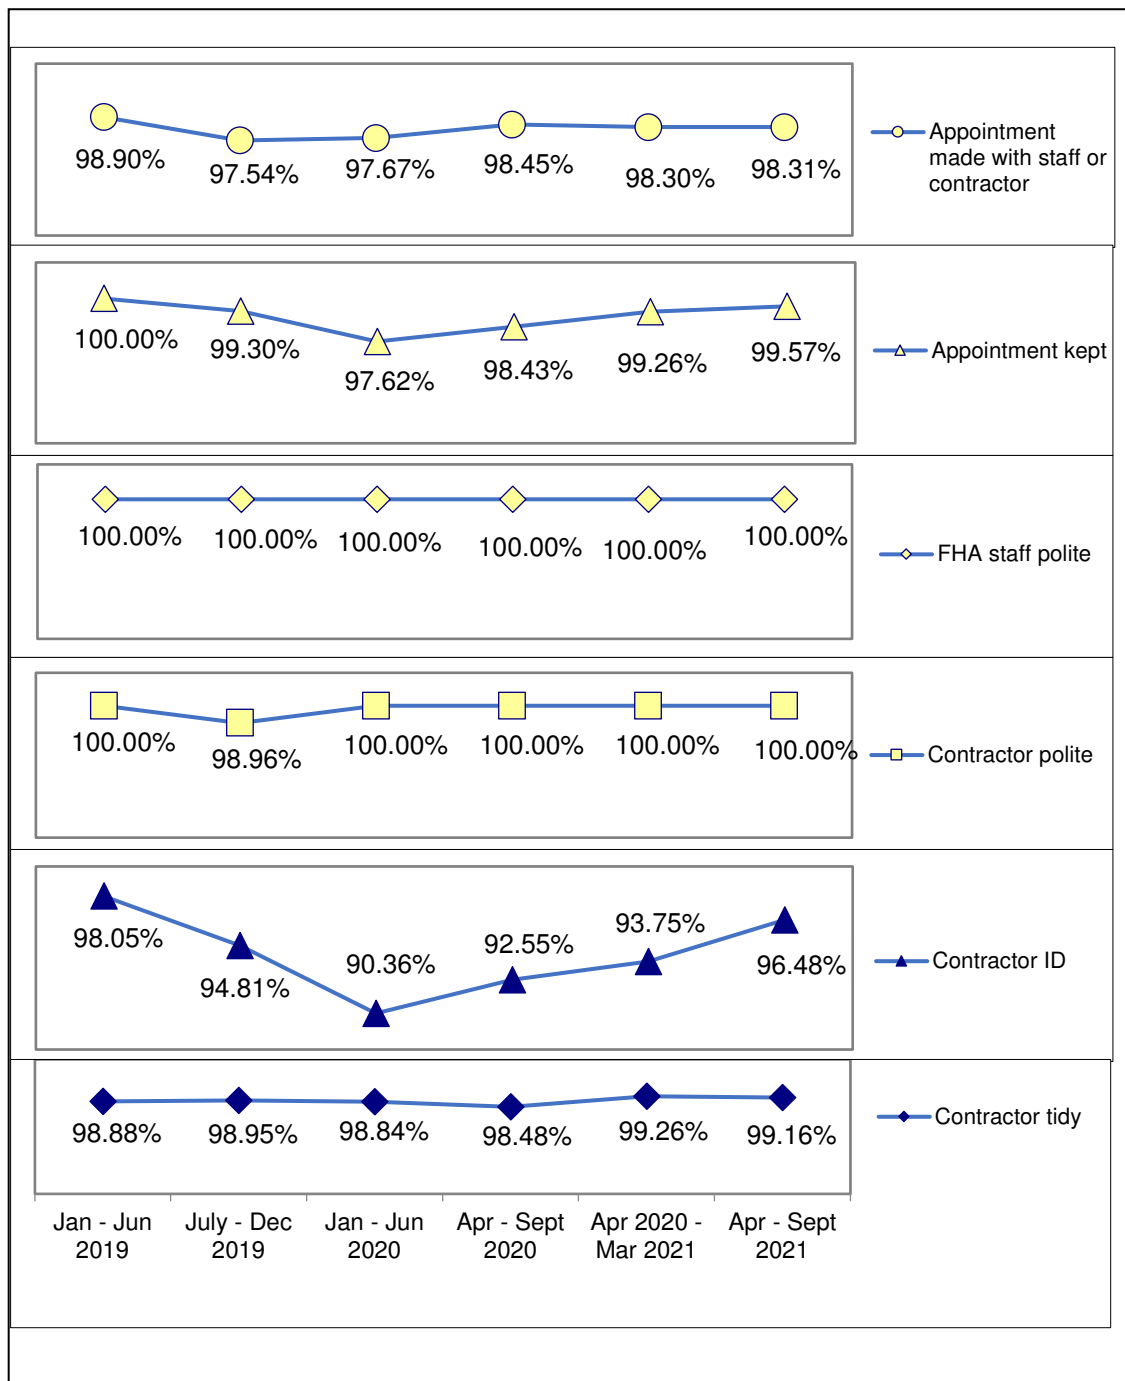 98.90%
97.54%
97.67%
98.45%
98.30%
98.31%
Appointment
made with staff or
contractor
100.00%
99.30%
97.62%
98.43%
99.26%
99.57%
Appointment kept
100.00%
100.00%
100.00%
100.00%
100.00%
100.00%
FHA staff polite
100.00%
98.96%
100.00%
100.00%
100.00%
100.00%
Contractor polite
98.05%
94.81%
90.36%
92.55%
93.75%
96.48%
Contractor ID
98.88%
98.95%
98.84%
98.48%
99.26%
99.16%
Contractor tidy
Jan - Jun
2019
July - Dec
2019
Jan - Jun
2020
Apr - Sept
2020
Apr 2020 -
Mar 2021
Apr - Sept
2021